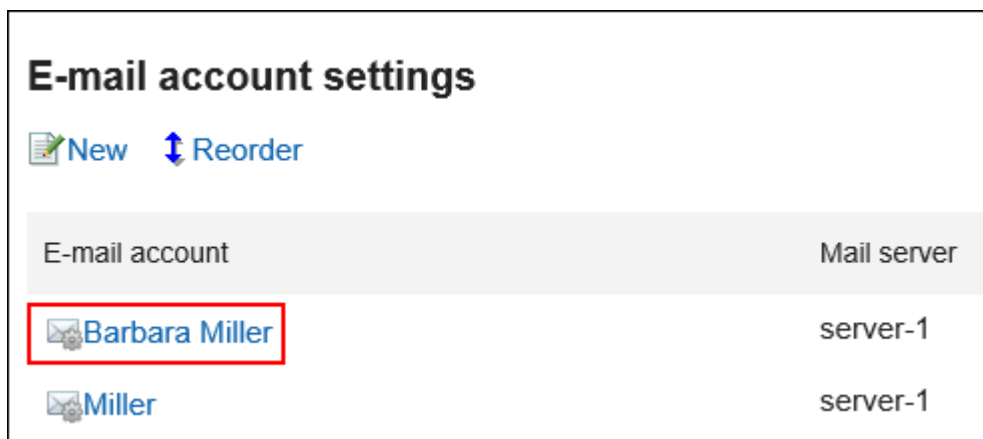 E-mail account settings
New Reorder
E-mail account Mail server
Barbara Miller server-1
Miller server-1